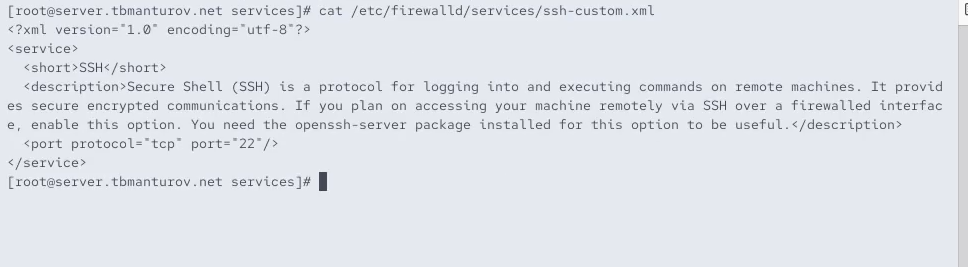 [root@server.tbmanturov.net services]# cat /etc/firewalld/services/ssh-custom.xml
<?xml version="1.0" encoding="utf-8"?>
<service>
  <short>SSH</short>
  <description>Secure Shell (SSH) is a protocol for logging into and executing commands on remote machines. It provid
es secure encrypted communications. If you plan on accessing your machine remotely via SSH over a firewalled interfac
e, enable this option. You need the openssh-server package installed for this option to be useful.</description>
  <port protocol="tcp" port="22"/>
</service>
[root@server.tbmanturov.net services]#